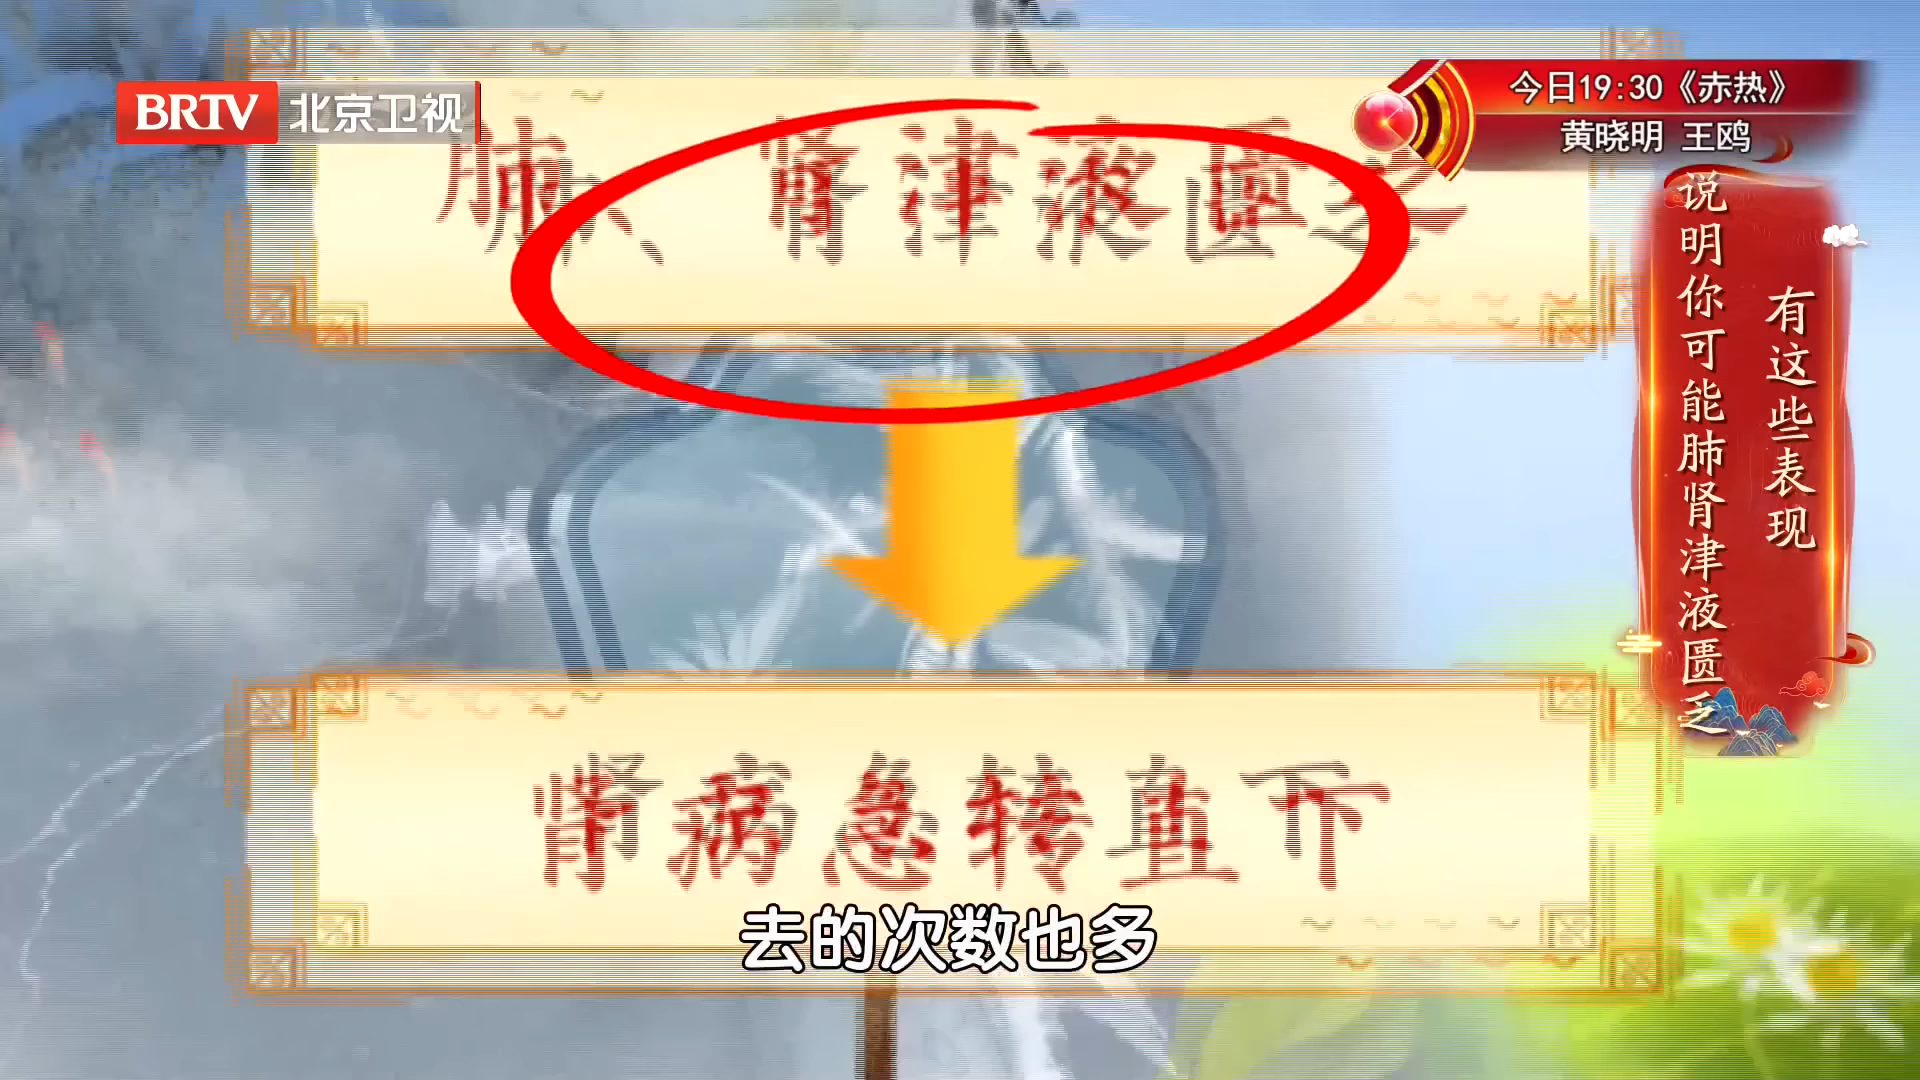 BRTV 北京卫视
今日19:30《赤热》
黄晓明 王鸥
肺、肾津液匮乏
有这些表现
说明你可能肺肾津液匮乏
肾病急转直下
去的次数也多